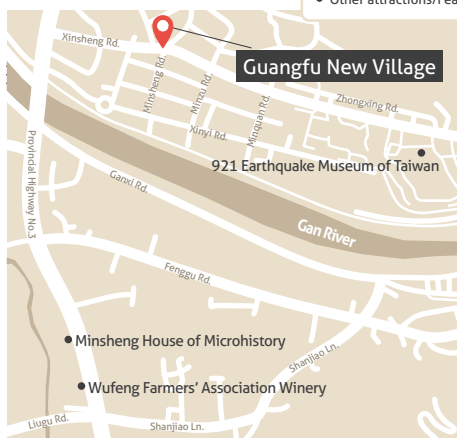 Other attractions/Fea
Xinsheng Rd.
Guangfu New Village
Minsheng Rd.
Minzu Rd.
Minquan Rd.
Zhongxing Rd.
Xinyi Rd.
921 Earthquake Museum of Taiwan
Provincial Highway No.3
Ganxi Rd.
Gan River
Fenggu Rd.
Minsheng House of Microhistory
Shanjiao Ln.
Wufeng Farmers' Association Winery
Liugu Rd.
Shanjiao Ln.